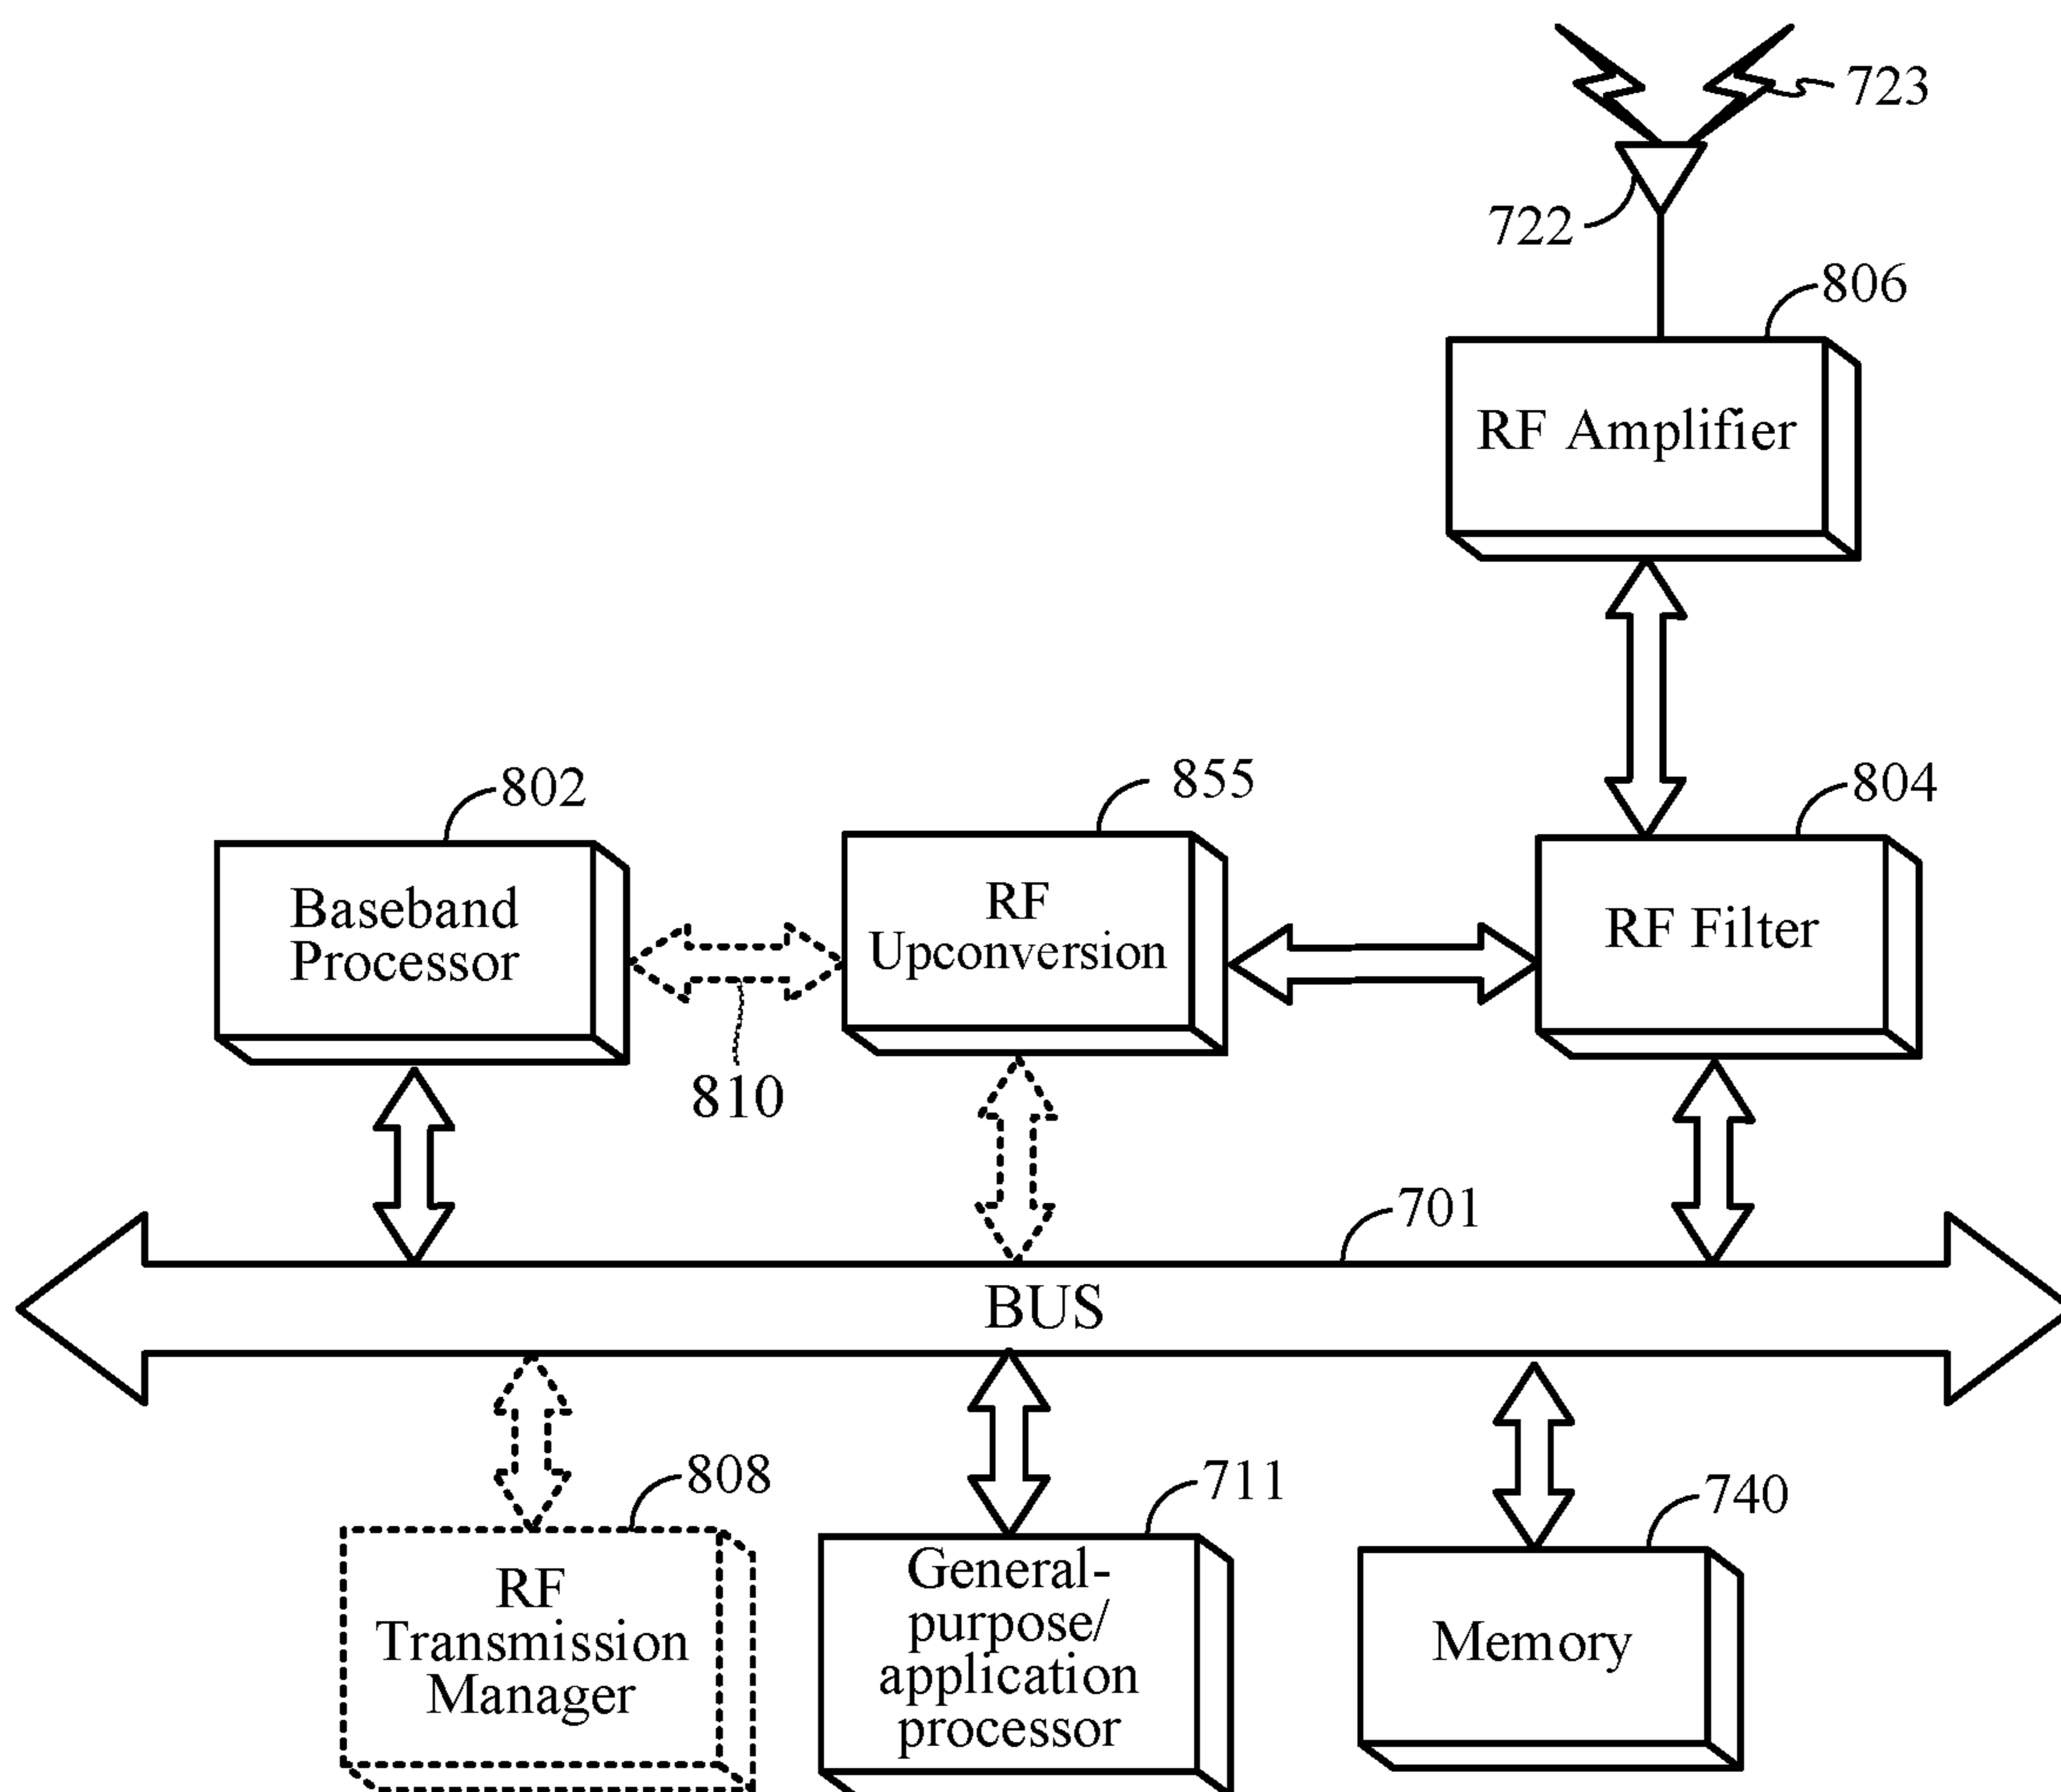 723
722
806
RF Amplifier
802
855
804
Baseband
Processor
RF
Upconversion
RF Filter
810
701
BUS
808
711
740
RF
Transmission
Manager
General-
purpose/
application
processor
Memory